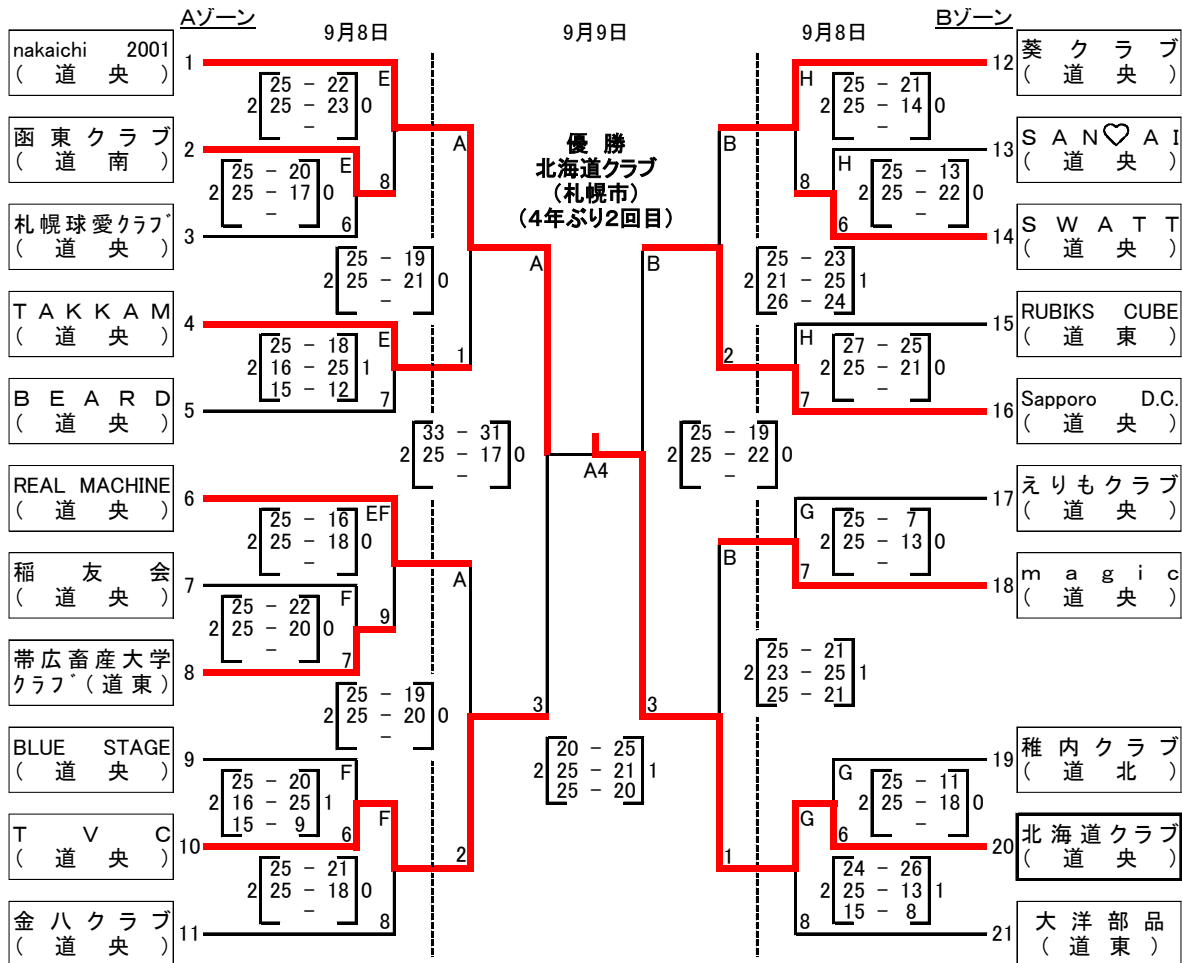 Aゾーン
Bゾーン
9月8日
9月9日
9月8日
nakaichi 2001
( 道 央 )
1
函東クラブ
( 道 南 )
2
札幌球愛クラブ
( 道 央 )
3
TAKKAM
( 道 央 )
4
BEARD
( 道 央 )
5
REAL MACHINE
( 道 央 )
6
稲友会
( 道 央 )
7
帯広畜産大学
クラブ(道東)
8
BLUE STAGE
( 道 央 )
9
TVC
( 道 央 )
10
金八クラブ
( 道 央 )
11
E
25 - 22
2 25 - 23 0
-
E
25 - 20
2 25 - 17 0
-
8
6
A
25 - 19
2 25 - 21 0
-
E
25 - 18
2 16 - 25 1
15 - 12
7
1
A
33 - 31
2 25 - 17 0
-
EF
25 - 16
2 25 - 18 0
-
F
25 - 22
2 25 - 20 0
-
9
7
A
25 - 19
2 25 - 20 0
-
3
F
25 - 20
2 16 - 25 1
15 - 9
6
F
25 - 21
2 25 - 18 0
-
8
2
優勝
北海道クラブ
(札幌市)
(4年ぶり2回目)
A4
20 - 25
2 25 - 21 1
25 - 20
H
25 - 21
2 25 - 14 0
-
H
25 - 13
2 25 - 22 0
-
8
6
B
25 - 23
2 21 - 25 1
26 - 24
H
27 - 25
2 25 - 21 0
-
7
2
B
25 - 19
2 25 - 22 0
-
G
25 - 7
2 25 - 13 0
-
7
B
25 - 21
2 23 - 25 1
25 - 21
3
G
25 - 11
2 25 - 18 0
-
6
G
24 - 26
2 25 - 13 1
15 - 8
8
1
12
葵クラブ
( 道 央 )
13
SAN♡AI
( 道 央 )
14
SWATT
( 道 央 )
15
RUBIKS CUBE
( 道 東 )
16
Sapporo D.C.
( 道 央 )
17
えりもクラブ
( 道 央 )
18
magic
( 道 央 )
19
稚内クラブ
( 道 北 )
20
北海道クラブ
( 道 央 )
21
大洋部品
( 道 東 )